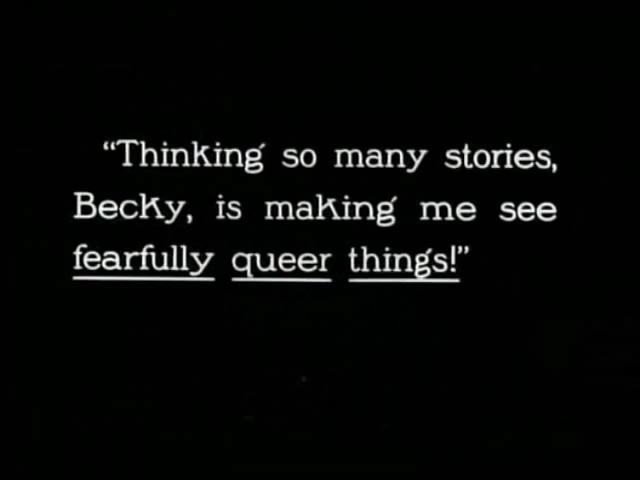 “Thinking so many stories,
Becky, is making me see
fearfully queer things!”